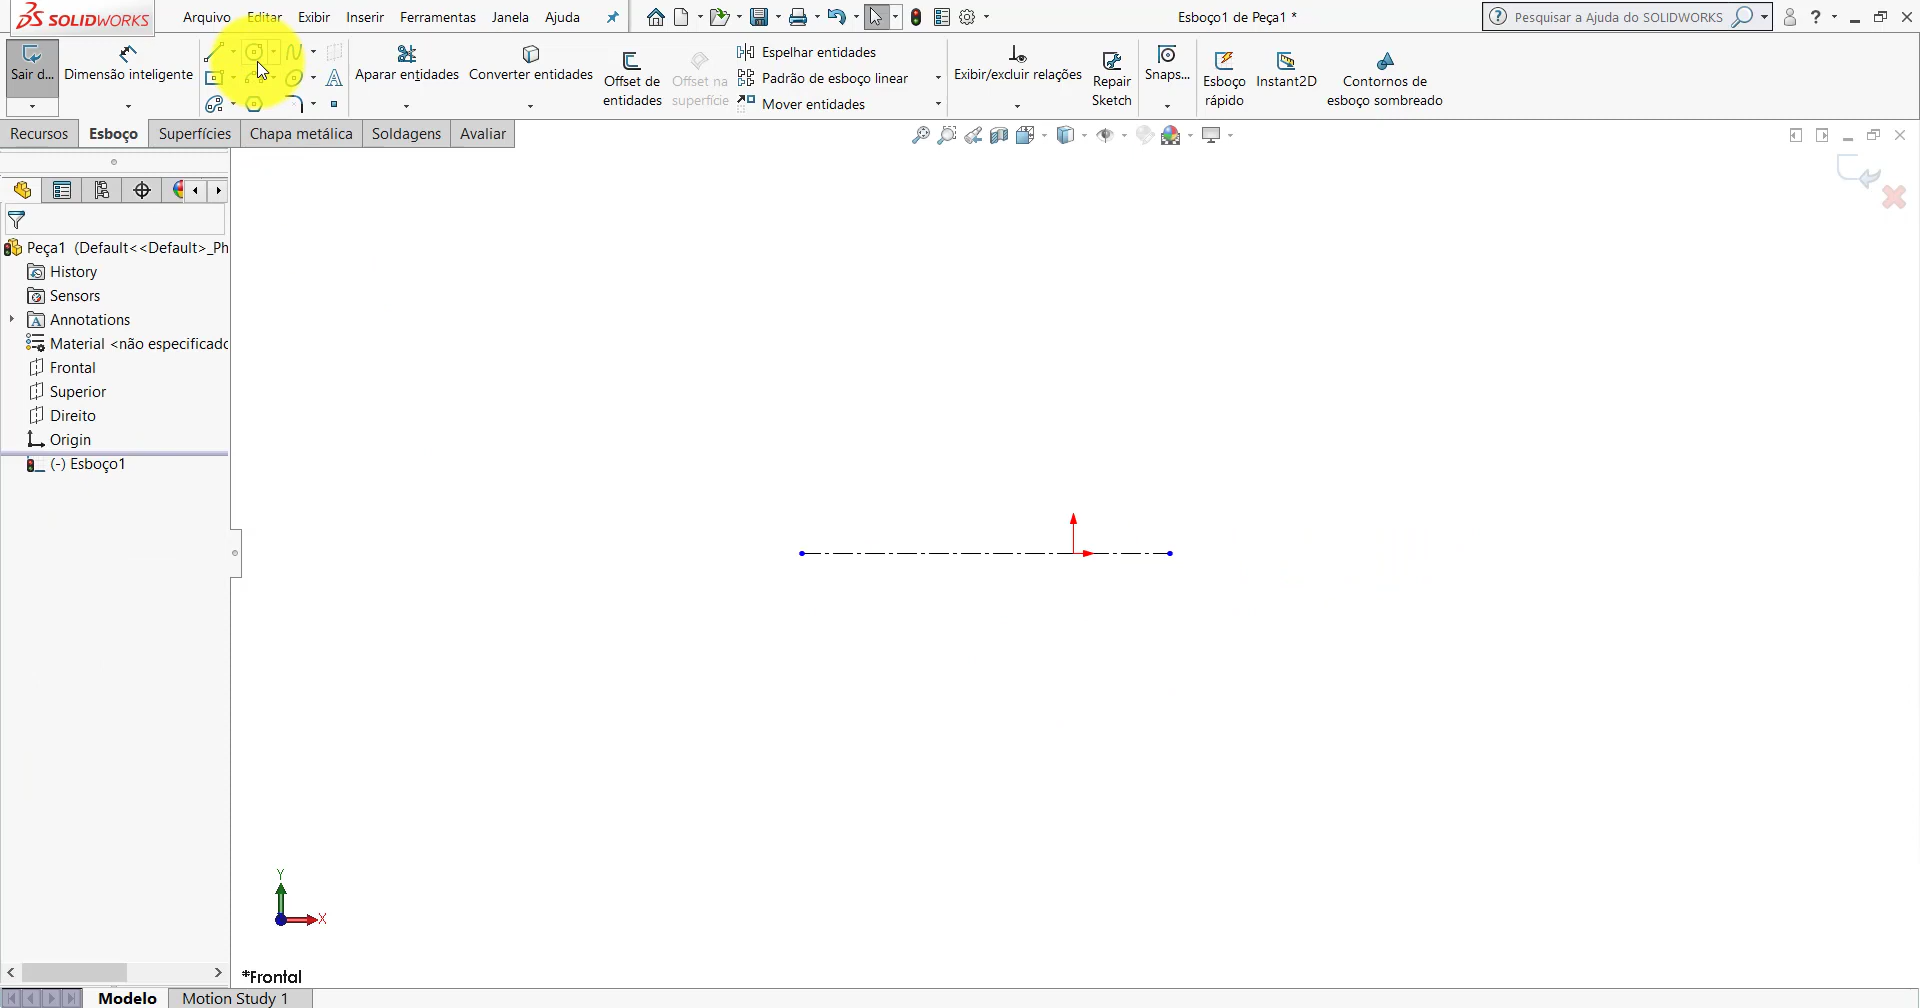 SOLIDWORKS
Arquivo Editar Exibir Inserir Ferramentas Janela Ajuda
Esboço1 de Peça1 *
Pesquisar a Ajuda do SOLIDWORKS
Sair d...
Dimensão inteligente
Aparar entidades
Converter entidades
Offset de
entidades
Offset na
superfície
Espelhar entidades
Padrão de esboço linear
Mover entidades
Exibir/excluir relações
Repair
Sketch
Snaps...
Esboço
rápido
Instant2D
Contornos de
esboço sombreado
Recursos Esboço Superfícies Chapa metálica Soldagens Avaliar
Peça1 (Default<<Default>_Ph
History
Sensors
Annotations
Material <não especificado
Frontal
Superior
Direito
Origin
(-) Esboço1
Y
X
*Frontal
Modelo Motion Study 1